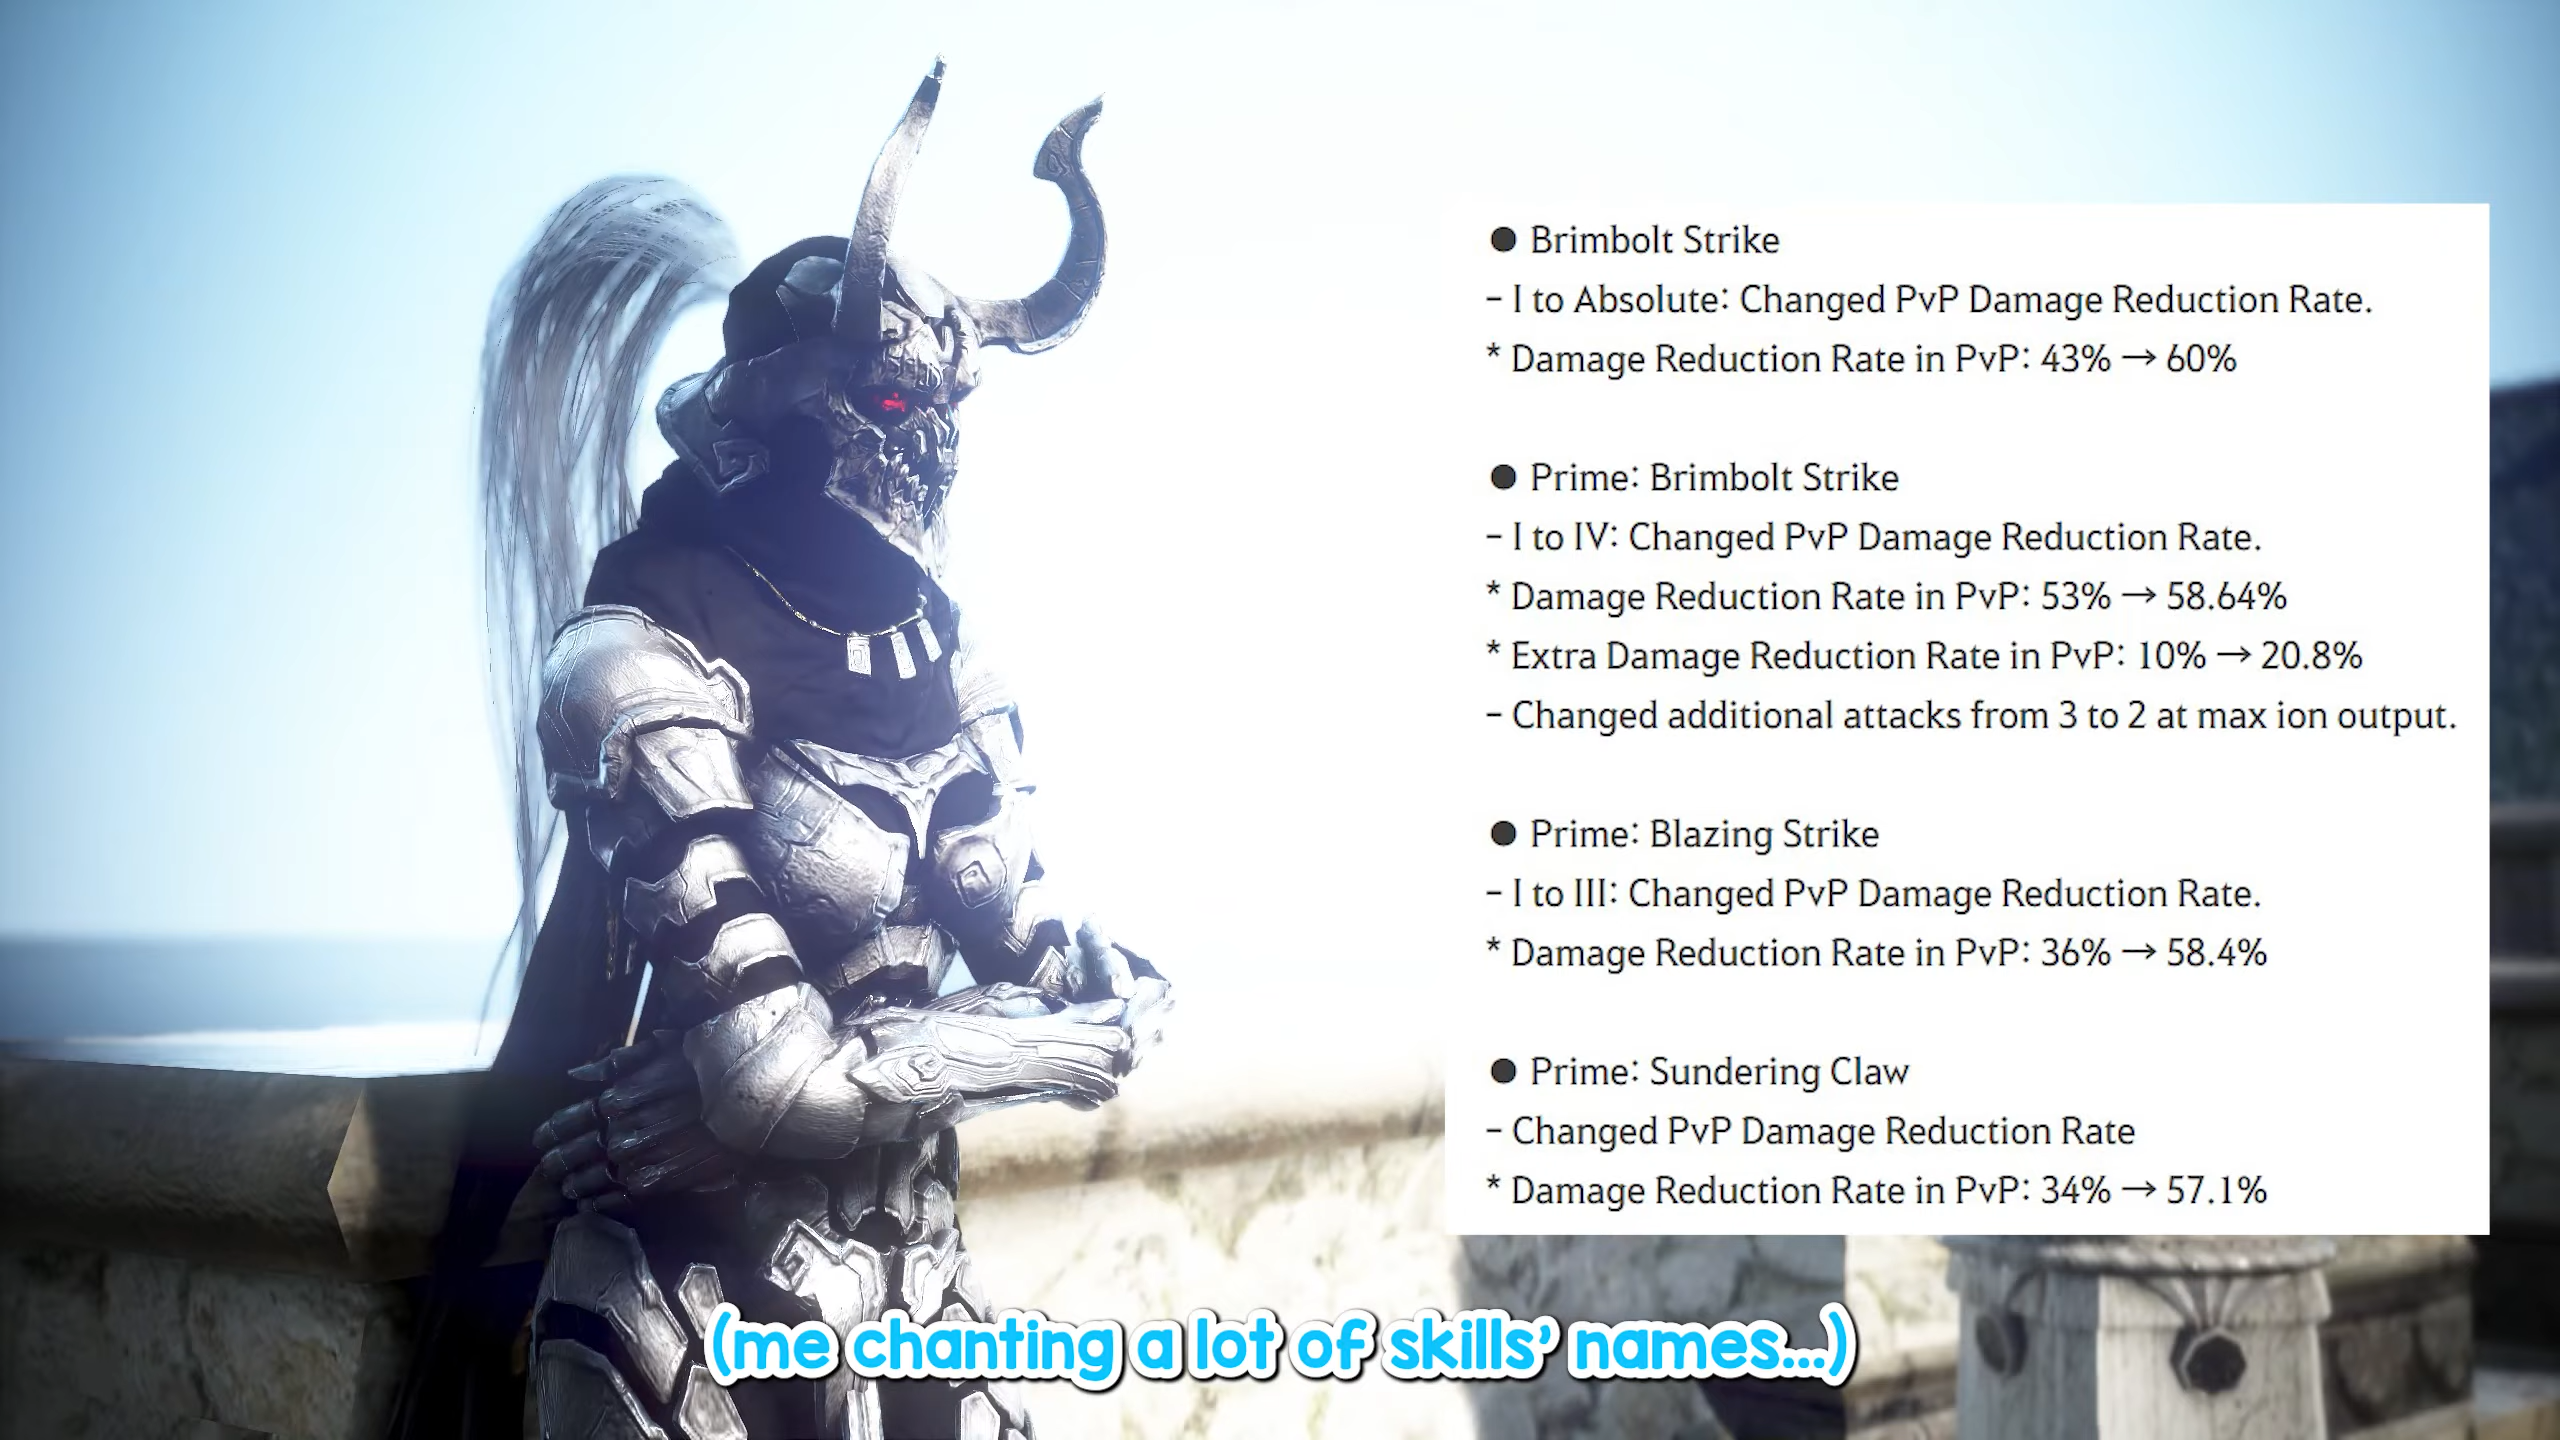 ● Brimbolt Strike
- I to Absolute: Changed PvP Damage Reduction Rate.
* Damage Reduction Rate in PvP: 43% → 60%
● Prime: Brimbolt Strike
- I to IV: Changed PvP Damage Reduction Rate.
* Damage Reduction Rate in PvP: 53% → 58.64%
* Extra Damage Reduction Rate in PvP: 10% → 20.8%
- Changed additional attacks from 3 to 2 at max ion output.
● Prime: Blazing Strike
- I to III: Changed PvP Damage Reduction Rate.
* Damage Reduction Rate in PvP: 36% → 58.4%
● Prime: Sundering Claw
- Changed PvP Damage Reduction Rate
* Damage Reduction Rate in PvP: 34% → 57.1%
(me chanting a lot of skills' names...)